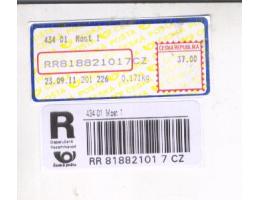 434 01 Most 1
ČESKÁ REPUBLIKA
37.00
RR818821017CZ
23.09.11 201 226 0.171kg
R
434 01 Most 1
Doporučeně
Recommandé
Česká pošta
RR 81882101 7 CZ